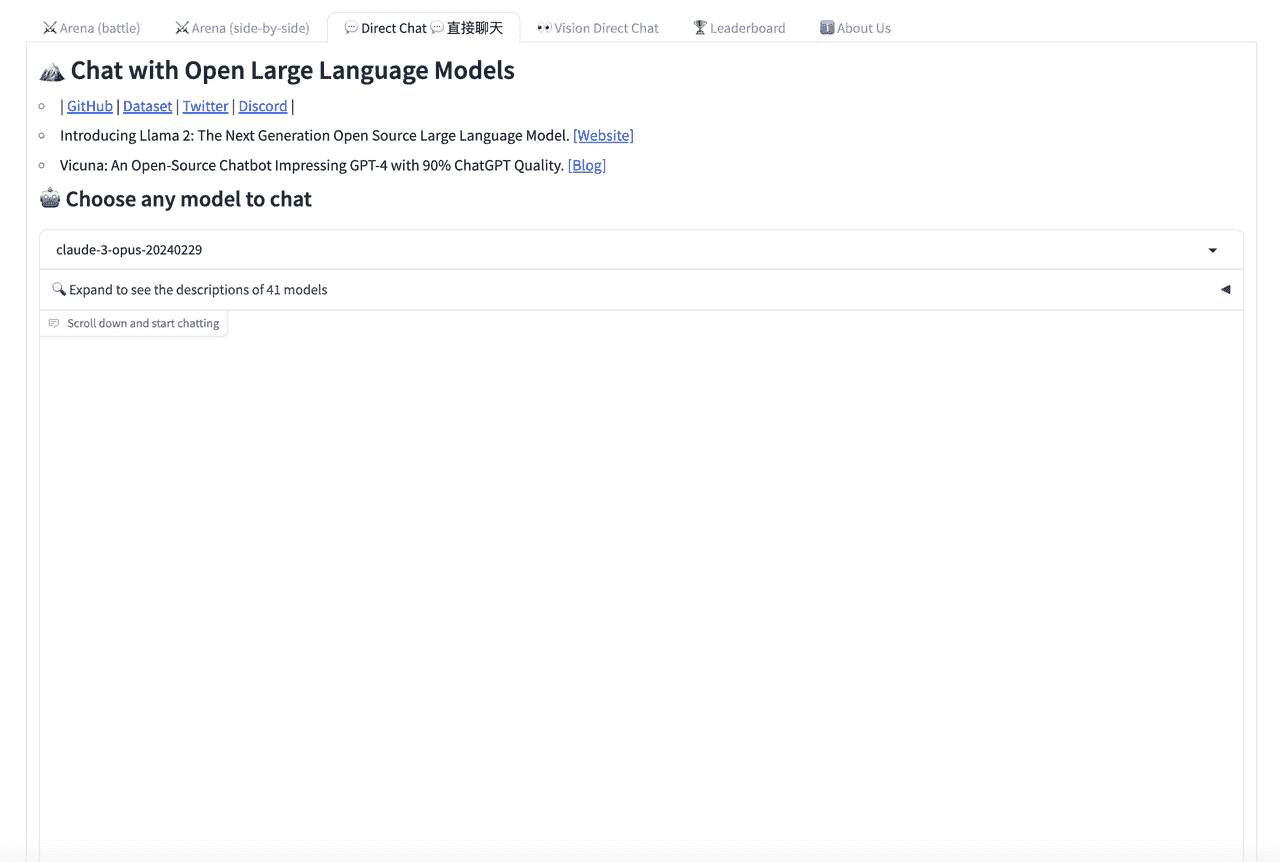 Arena (battle) Arena (side-by-side) Direct Chat 直接聊天 Vision Direct Chat Leaderboard About Us
Chat with Open Large Language Models
| GitHub | Dataset | Twitter | Discord |
Introducing Llama 2: The Next Generation Open Source Large Language Model. [Website]
Vicuna: An Open-Source Chatbot Impressing GPT-4 with 90% ChatGPT Quality. [Blog]
Choose any model to chat
claude-3-opus-20240229
Expand to see the descriptions of 41 models
Scroll down and start chatting